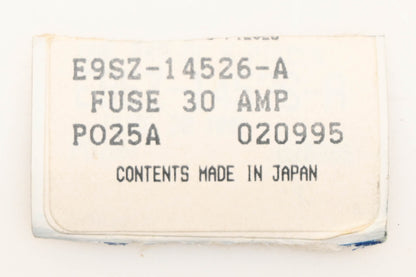 E9SZ-14526-A
FUSE 30 AMP
PO25A 020995
CONTENTS MADE IN JAPAN